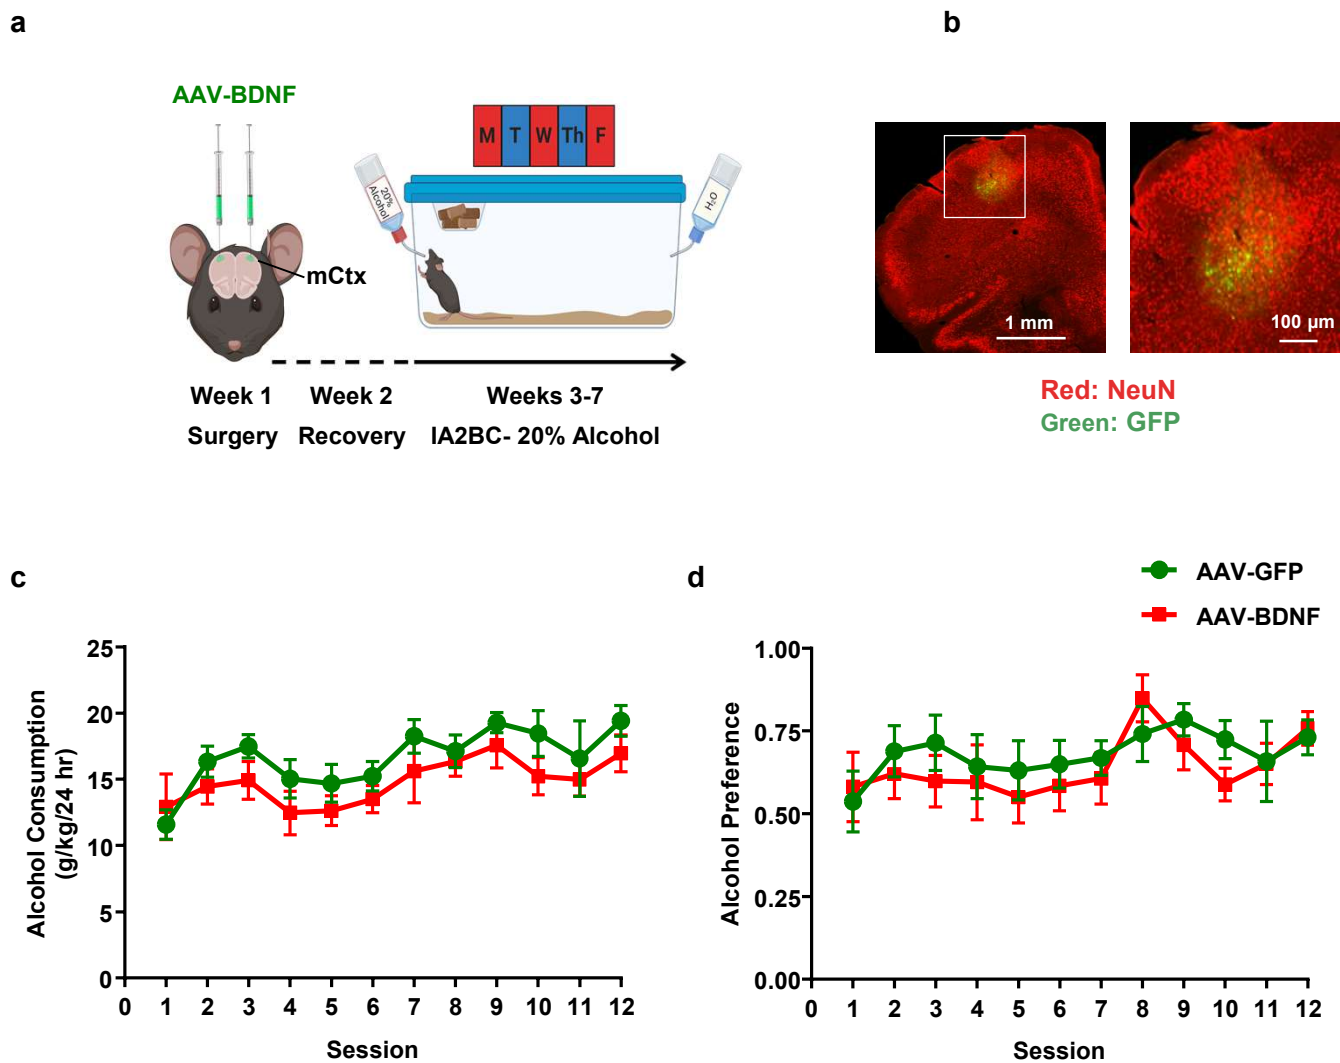 a
AAV-BDNF
M T W Th F
20%
Alcohol
H₂O
mCtx
Week 1 Week 2 Weeks 3-7
Surgery Recovery IA2BC- 20% Alcohol
b
1 mm
100 µm
Red: NeuN
Green: GFP
c
Alcohol Consumption
(g/kg/24 hr)
25
20
15
10
5
0
0 1 2 3 4 5 6 7 8 9 10 11 12
Session
d
AAV-GFP
AAV-BDNF
Alcohol Preference
1.00
0.75
0.50
0.25
0.00
0 1 2 3 4 5 6 7 8 9 10 11 12
Session